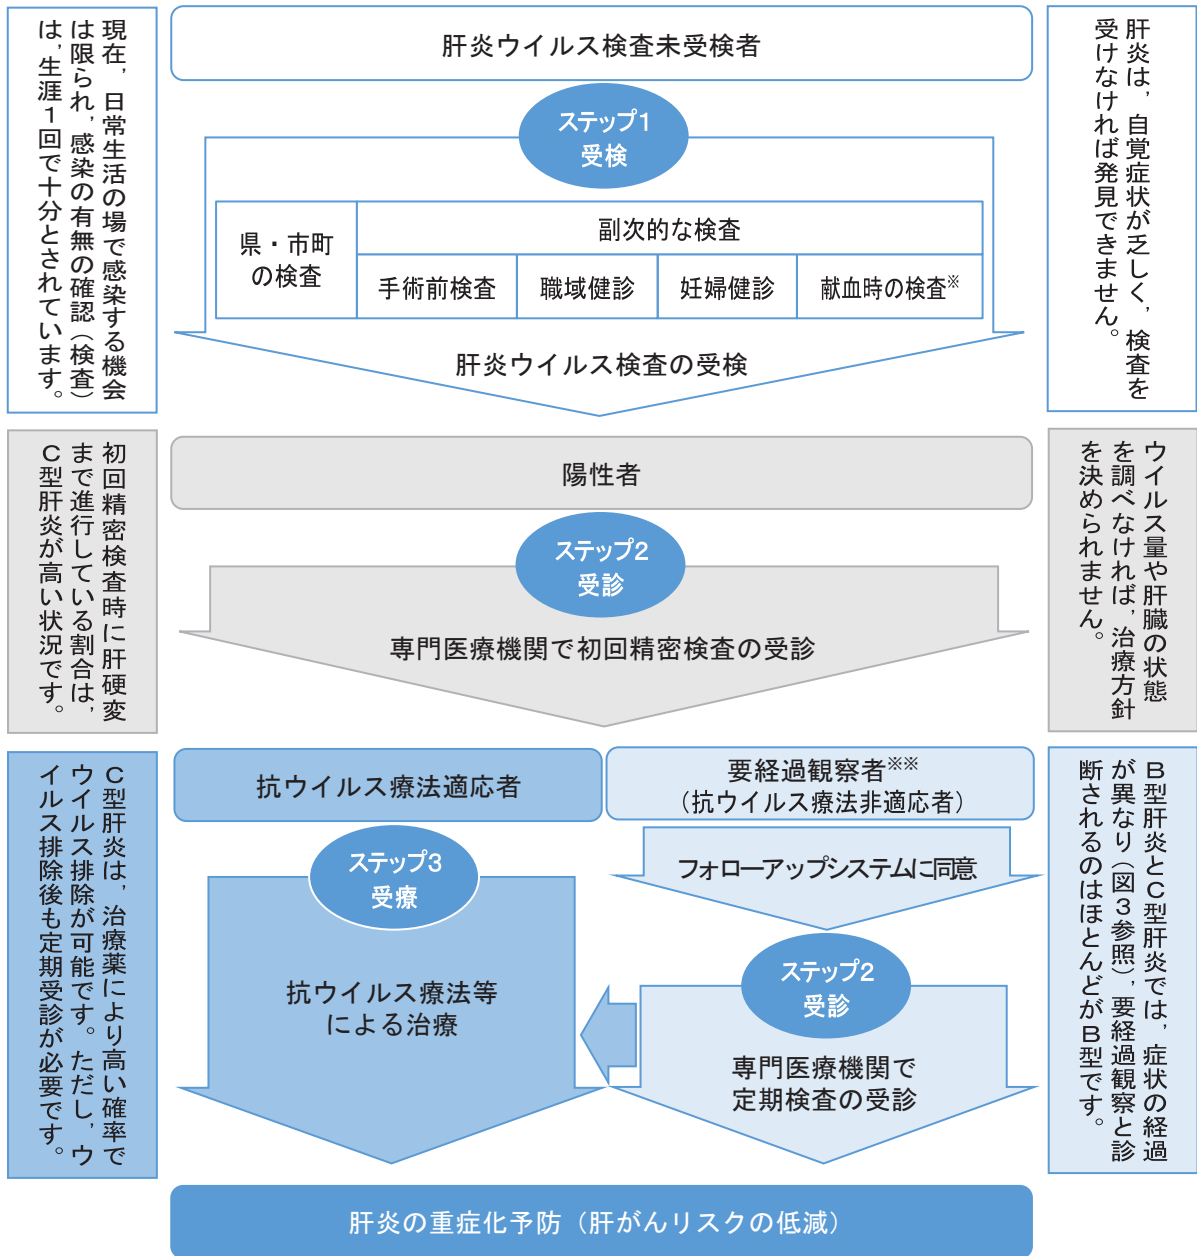 肝炎ウイルス検査未受検者
現在，日常生活の場で感染する機会
は限られ，感染の有無の確認（検査）
は，生涯１回で十分とされています。
肝炎は，自覚症状が乏しく，検査を
受けなければ発見できません。
ステップ1
受検
県・市町
の検査
副次的な検査
手術前検査
職域健診
妊婦健診
献血時の検査※
肝炎ウイルス検査の受検
初回精密検査時に肝硬変
まで進行している割合は，
Ｃ型肝炎が高い状況です。
陽性者
ウイルス量や肝臓の状態
を調べなければ，治療方針
を決められません。
ステップ2
受診
専門医療機関で初回精密検査の受診
Ｃ型肝炎は，治療薬により高い確率で
ウイルス排除が可能です。ただし，ウ
イルス排除後も定期受診が必要です。
抗ウイルス療法適応者
要経過観察者※※
（抗ウイルス療法非適応者）
Ｂ型肝炎とＣ型肝炎では，症状の経過
が異なり（図３参照），要経過観察と診
断されるのはほとんどがＢ型です。
ステップ3
受療
フォローアップシステムに同意
抗ウイルス療法等
による治療
ステップ2
受診
専門医療機関で
定期検査の受診
肝炎の重症化予防（肝がんリスクの低減）